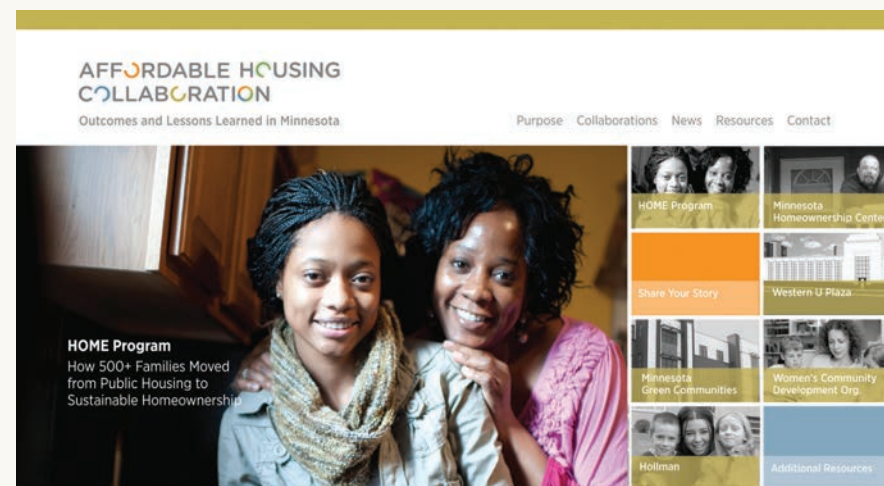 AFFORDABLE HOUSING
COLLABORATION
Outcomes and Lessons Learned in Minnesota
Purpose Collaborations News Resources Contact
HOME Program
How 500+ Families Moved
from Public Housing to
Sustainable Homeownership
HOME Program
Minnesota
Homeownership Center
Share Your Story
Western U Plaza
Minnesota
Green Communities
Women's Community
Development Org.
Hollman
Additional Resources